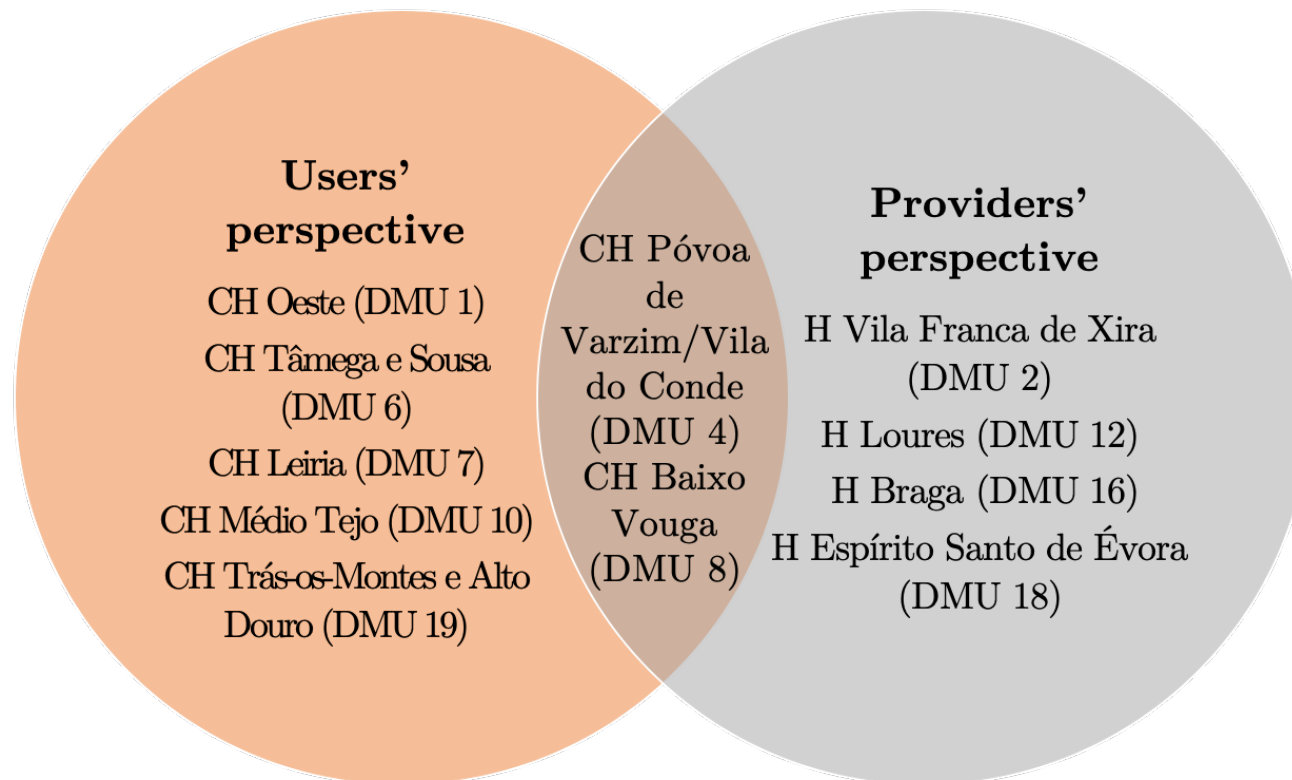 Users’
perspective
CH Oeste (DMU 1)
CH Tâmega e Sousa
(DMU 6)
CH Leiria (DMU 7)
CH Médio Tejo (DMU 10)
CH Trás-os-Montes e Alto
Douro (DMU 19)
CH Póvoa
de
Varzim/Vila
do Conde
(DMU 4)
CH Baixo
Vouga
(DMU 8)
Providers’
perspective
H Vila Franca de Xira
(DMU 2)
H Loures (DMU 12)
H Braga (DMU 16)
H Espírito Santo de Évora
(DMU 18)